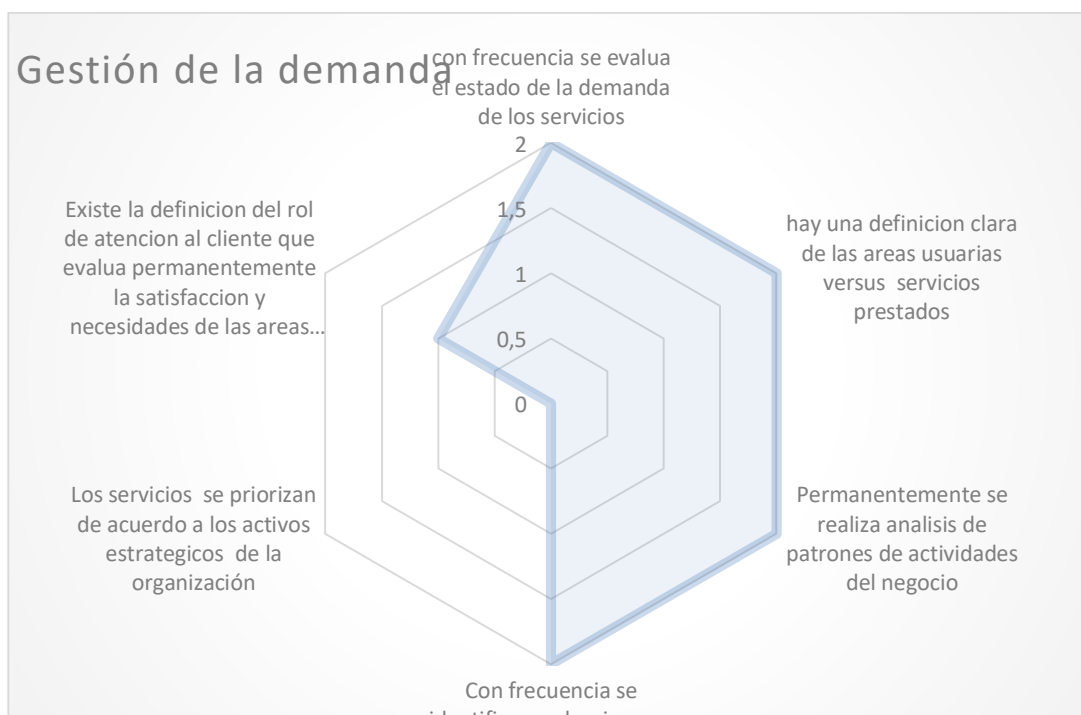 Gestión de la demanda
con frecuencia se evalua
el estado de la demanda
de los servicios
2
1,5
1
0,5
0
hay una definicion clara
de las areas usuarias
versus servicios
prestados
Permanentemente se
realiza analisis de
patrones de actividades
del negocio
Con frecuencia se
Los servicios se priorizan
de acuerdo a los activos
estrategicos de la
organización
Existe la definicion del rol
de atencion al cliente que
evalua permanentemente
la satisfaccion y
necesidades de las areas...